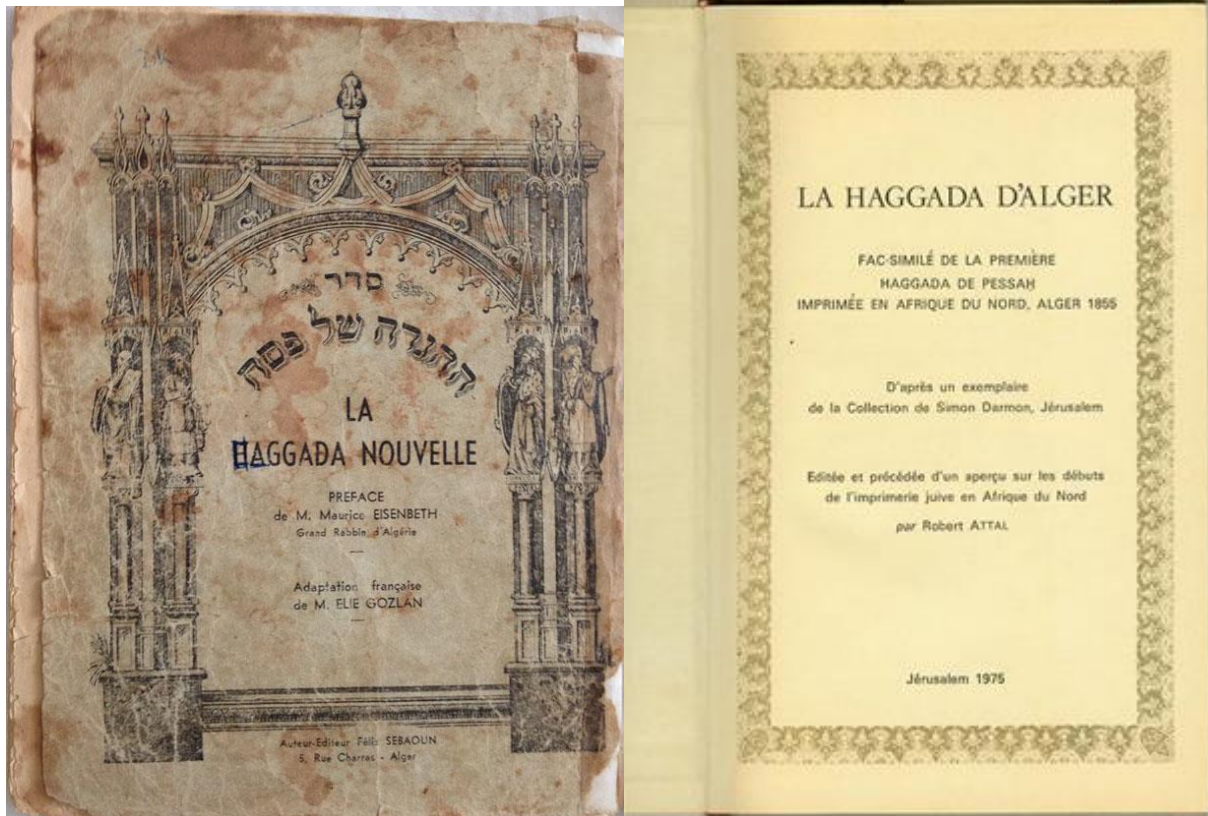 סדר
ההגדה של פסח
LA
HAGGADA NOUVELLE
PREFACE
de M. Maurice EISENBETH
Grand Rabbin d'Algérie
Adaptation française
de M. ELIE GOZLAN
Auteur-Editeur Félix SEBAOUN
5, Rue Charras - Alger
LA HAGGADA D'ALGER
FAC-SIMILÉ DE LA PREMIÈRE
HAGGADA DE PESSAḤ
IMPRIMÉE EN AFRIQUE DU NORD, ALGER 1855
D'après un exemplaire
de la Collection de Simon Darmon, Jérusalem
Editée et précédée d'un aperçu sur les débuts
de l'imprimerie juive en Afrique du Nord
par Robert ATTAL
Jérusalem 1975